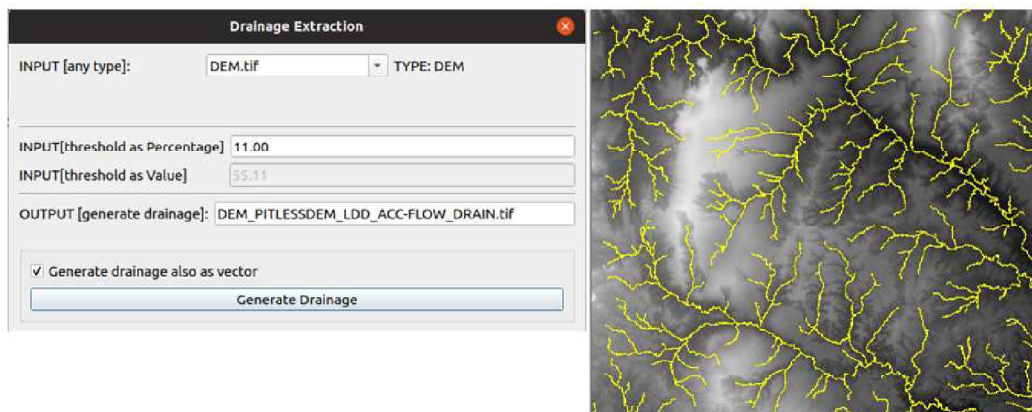 Drainage Extraction
INPUT [any type]: DEM.tif TYPE: DEM
INPUT[threshold as Percentage] 11.00
INPUT[threshold as Value] 55.11
OUTPUT [generate drainage]: DEM_PITLESSDEM_LDD_ACC-FLOW_DRAIN.tif
Generate drainage also as vector
Generate Drainage